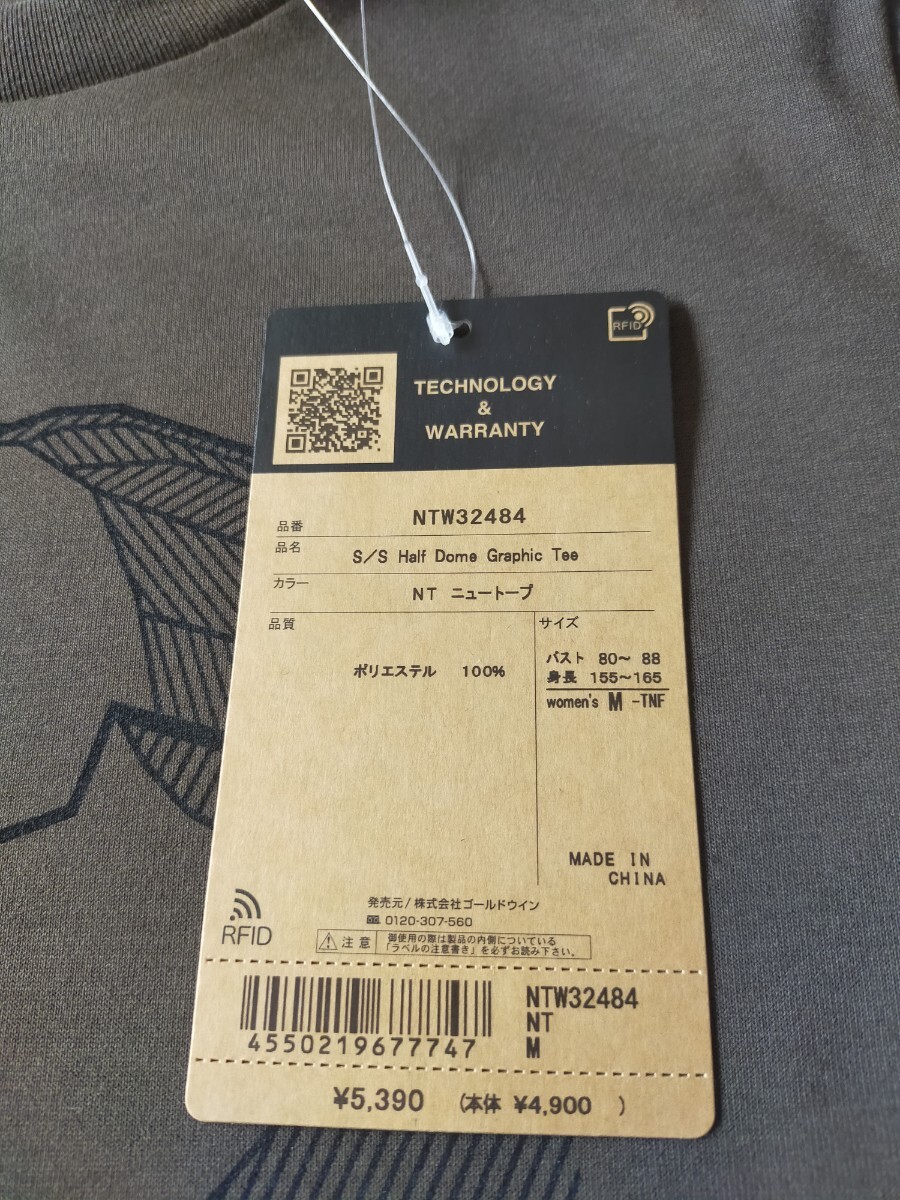 RFID
TECHNOLOGY
&
WARRANTY
品番 NTW32484
品名 S/S Half Dome Graphic Tee
カラー NT ニュートープ
品質
ポリエステル 100%
サイズ
バスト 80～ 88
身長 155～165
women's M -TNF
MADE IN
CHINA
発売元/株式会社ゴールドウイン
0120-307-560
RFID
注意
御使用の際は製品の内側についている
「ラベルの注意書き」を必ずお読み下さい。
4550219677747
NTW32484
NT
M
¥5,390 (本体 ¥4,900 )